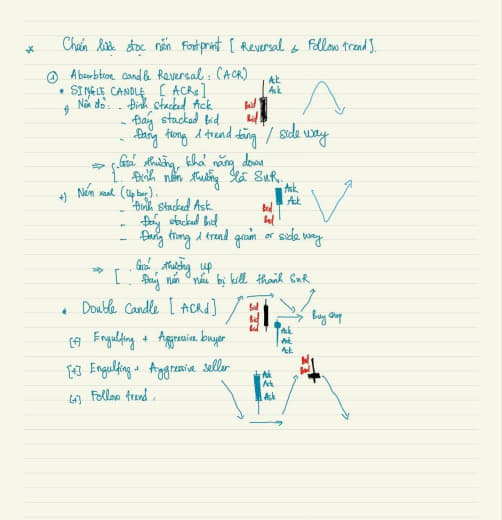 * Chiến lược đọc nến Footprint [ Reversal & Follow trend ].
① Absorbtion candle Reversal : (ACR)
• SINGLE CANDLE [ ACRs ]
Ask
Ask
Bid
Bid
+) Nến đỏ : - Đỉnh stacked Ack
- Đáy stacked bid
- Đang trong 1 trend tăng / side way
⇒ [ . Giá thường, khả năng down
. Đỉnh nến thường là SnR.
+) Nến xanh (Up bar).
- Đỉnh stacked Ask
- Đáy stacked bid
- Đang trong 1 trend giảm or side way
Ask
Ask
Bid
Bid
⇒ [ . Giá thường up
. Đáy nến nếu bị kill thành SnR
• Double Candle [ ACRd ]
Bid
Bid
Bid
Buy stop
Ask
Ask
Ask
[+] Engulfing + Aggressive buyer
[+] Engulfing + Aggressive seller
[+] Follow trend .
Ask
Ask
Ask
Bid
Bid